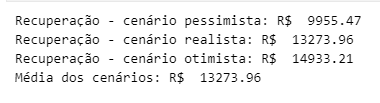 Recuperação - cenário pessimista: R$  9955.47
Recuperação - cenário realista: R$  13273.96
Recuperação - cenário otimista: R$  14933.21
Média dos cenários: R$  13273.96